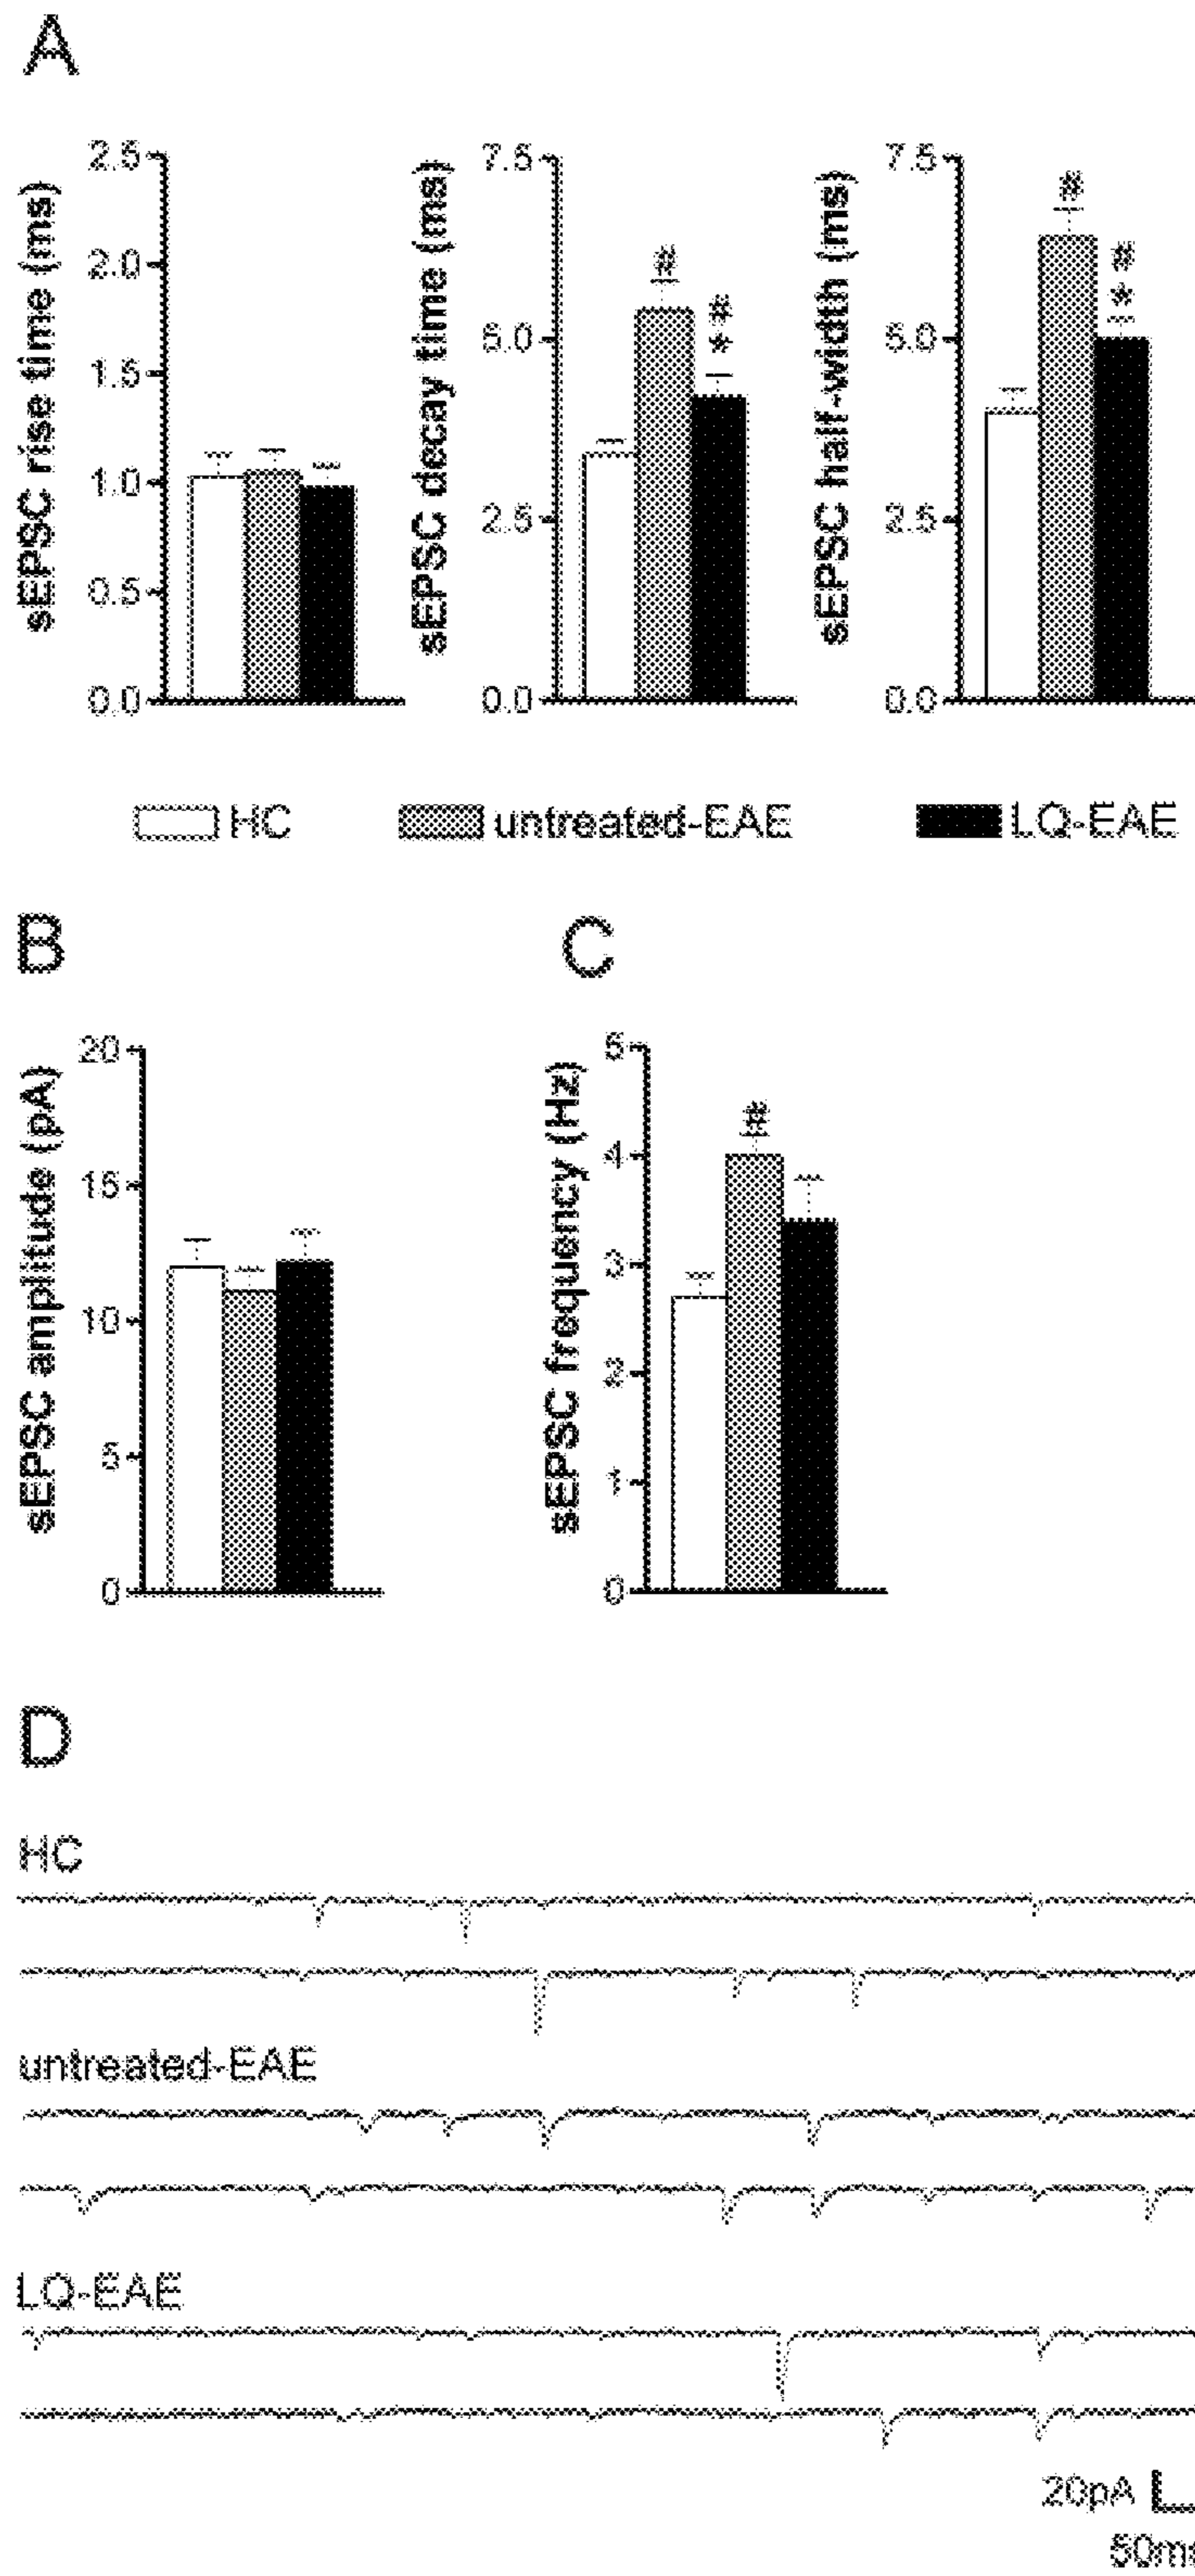 A
sEPSC rise time (ms)
2.5
2.0
1.5
1.0
0.5
0.0
sEPSC decay time (ms)
7.5
5.0
2.5
0.0
#
#
**
sEPSC half-width (ms)
7.5
5.0
2.5
0.0
#
#
*
HC untreated-EAE LQ-EAE
B
sEPSC amplitude (pA)
20
15
10
5
0
C
sEPSC frequency (Hz)
5
4
3
2
1
0
#
D
HC
untreated-EAE
LQ-EAE
20pA
50m